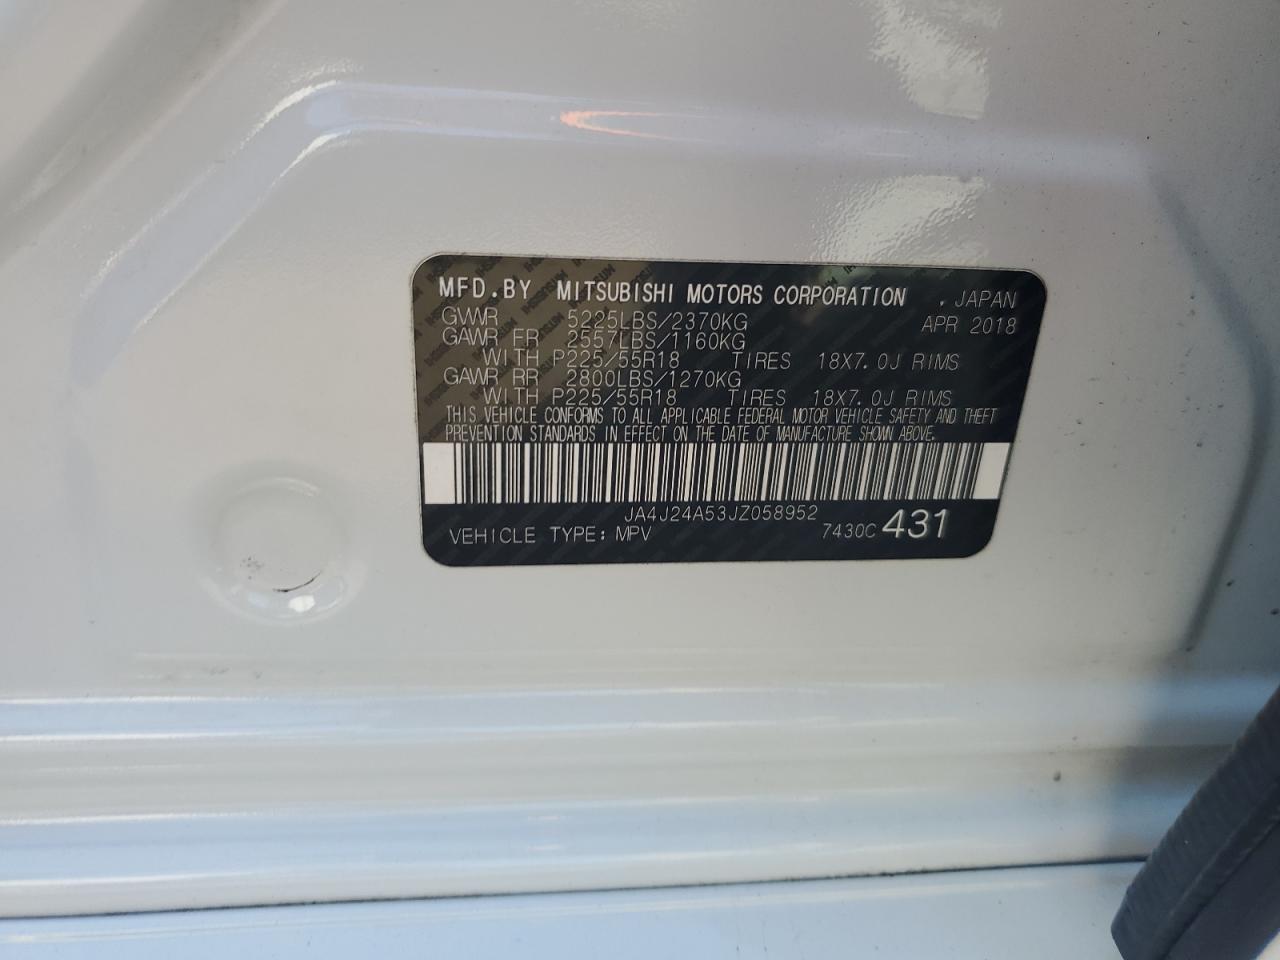 MFD.BY MITSUBISHI MOTORS CORPORATION , JAPAN
GVWR 5225LBS/2370KG APR 2018
GAWR FR 2557LBS/1160KG
WITH P225/55R18 TIRES 18X7.0J RIMS
GAWR RR 2800LBS/1270KG
WITH P225/55R18 TIRES 18X7.0J RIMS
THIS VEHICLE CONFORMS TO ALL APPLICABLE FEDERAL MOTOR VEHICLE SAFETY AND THEFT
PREVENTION STANDARDS IN EFFECT ON THE DATE OF MANUFACTURE SHOWN ABOVE.
JA4J24A53JZ058952
VEHICLE TYPE: MPV 7430C 431